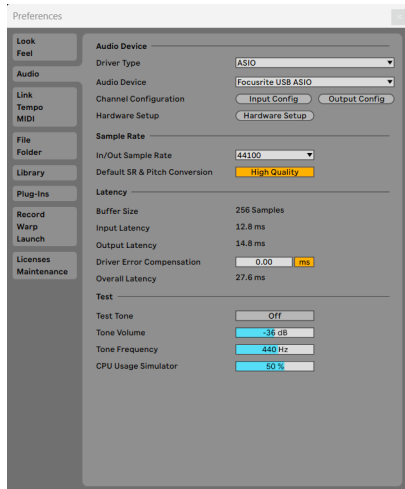 Preferences
Look
Feel
Audio
Link
Tempo
MIDI
File
Folder
Library
Plug-Ins
Record
Warp
Launch
Licenses
Maintenance
Audio Device
Driver Type ASIO
Audio Device Focusrite USB ASIO
Channel Configuration Input Config Output Config
Hardware Setup Hardware Setup
Sample Rate
In/Out Sample Rate 44100
Default SR & Pitch Conversion High Quality
Latency
Buffer Size 256 Samples
Input Latency 12.8 ms
Output Latency 14.8 ms
Driver Error Compensation 0.00 ms
Overall Latency 27.6 ms
Test
Test Tone Off
Tone Volume -36 dB
Tone Frequency 440 Hz
CPU Usage Simulator 50 %